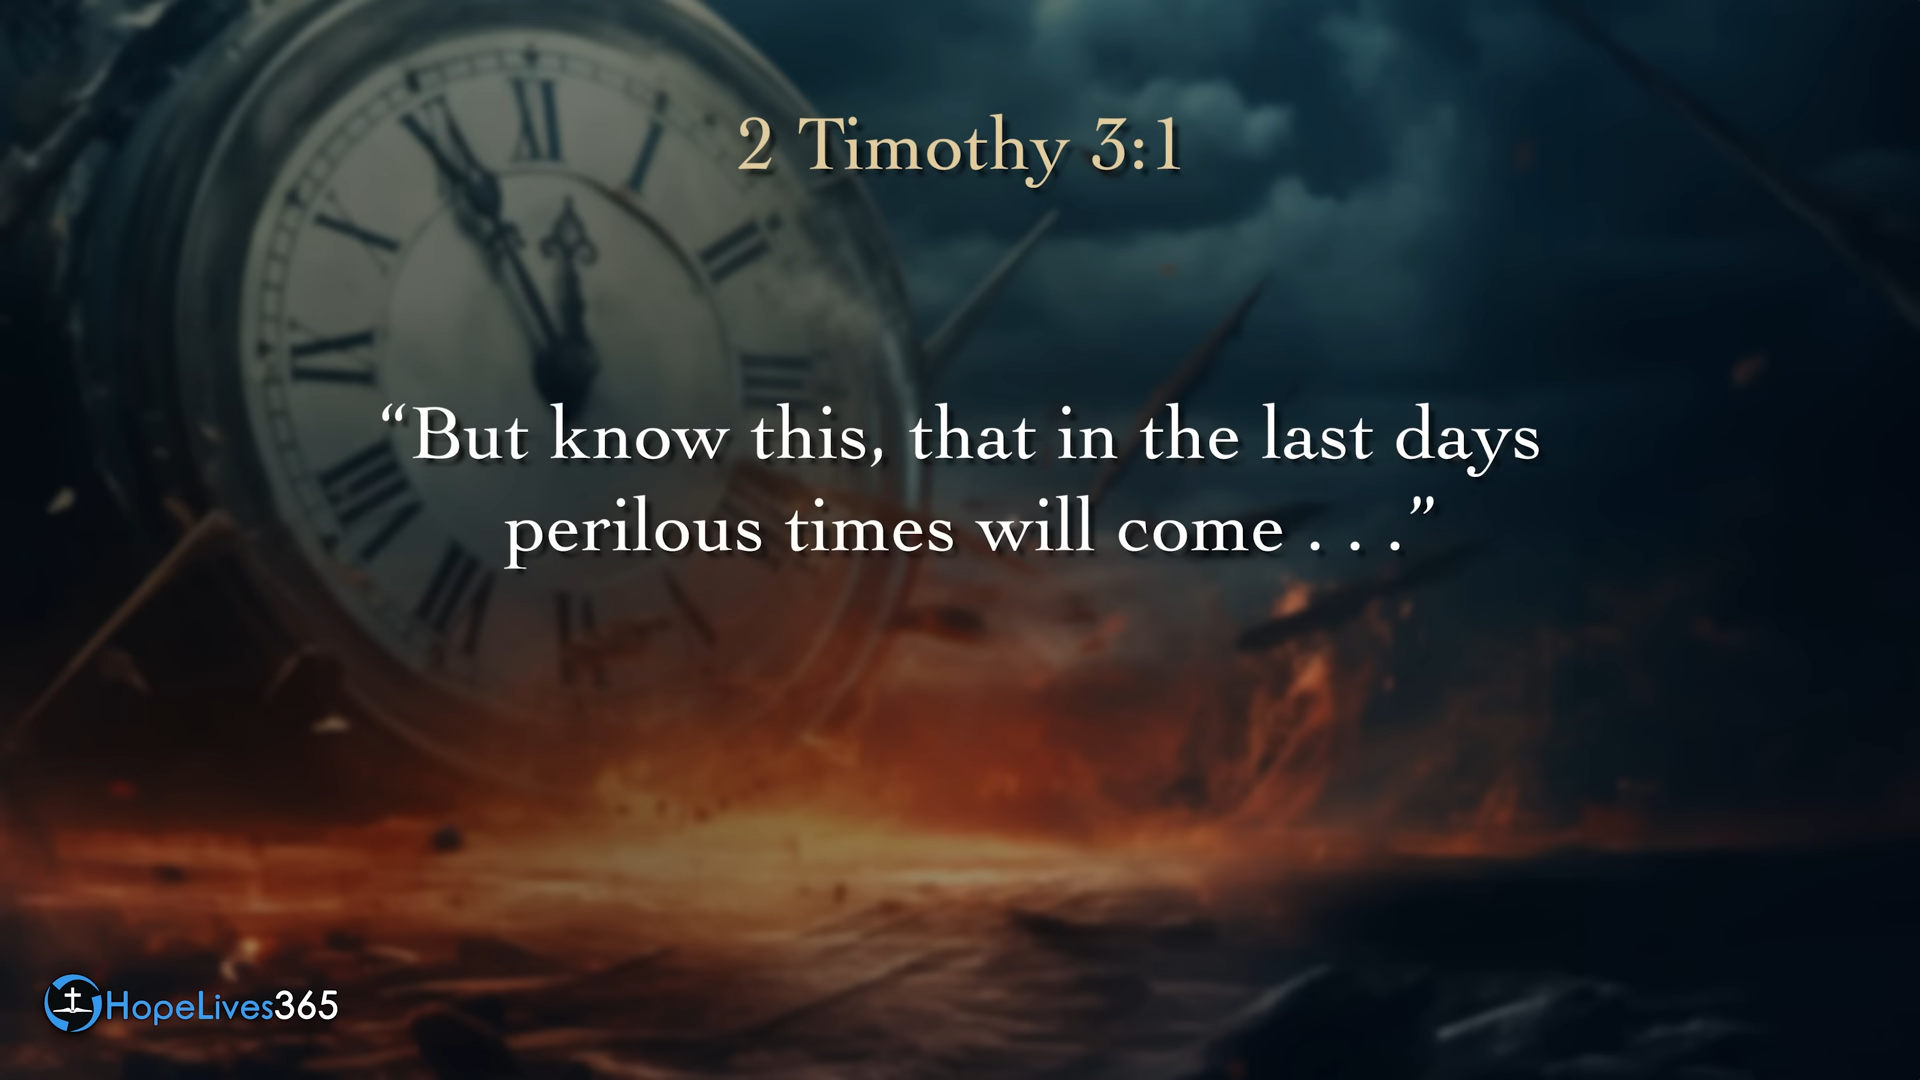 2 Timothy 3:1
“But know this, that in the last days
perilous times will come . . .”
HopeLives365